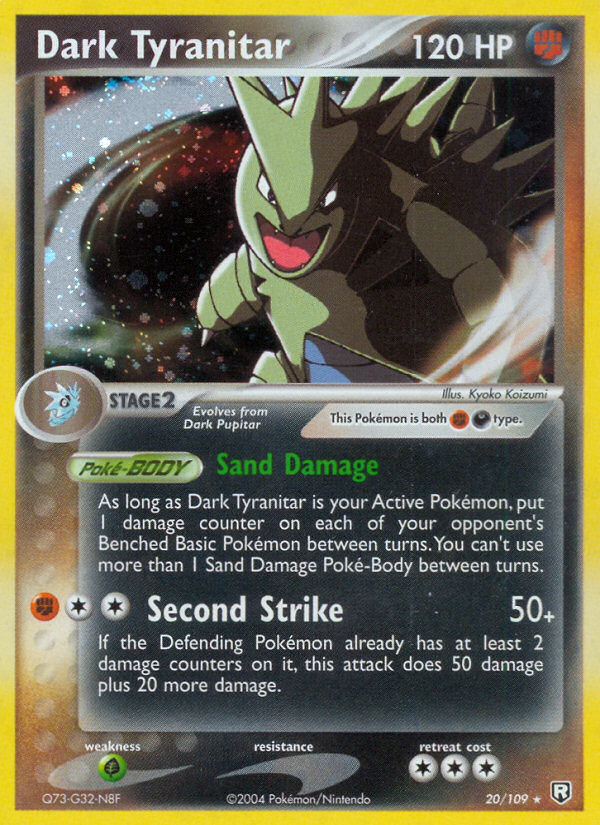 Dark Tyranitar 120 HP
Illus. Kyoko Koizumi
STAGE2
Evolves from
Dark Pupitar
This Pokémon is both type.
Poké-BODY Sand Damage
As long as Dark Tyranitar is your Active Pokémon, put
1 damage counter on each of your opponent's
Benched Basic Pokémon between turns. You can't use
more than 1 Sand Damage Poké-Body between turns.
Second Strike 50+
If the Defending Pokémon already has at least 2
damage counters on it, this attack does 50 damage
plus 20 more damage.
weakness resistance retreat cost
Q73-G32-N8F ©2004 Pokémon/Nintendo 20/109 ★ R